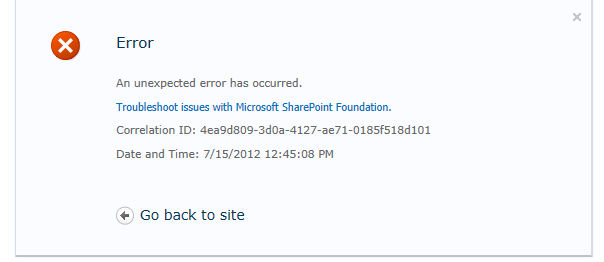 Error
An unexpected error has occurred.
Troubleshoot issues with Microsoft SharePoint Foundation.
Correlation ID: 4ea9d809-3d0a-4127-ae71-0185f518d101
Date and Time: 7/15/2012 12:45:08 PM
Go back to site